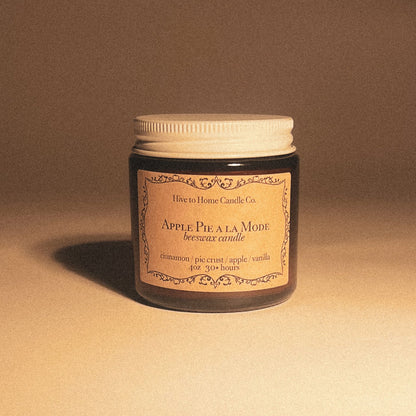 Hive to Home Candle Co.
APPLE PIE A LA MODE
beeswax candle
cinnamon / pie crust / apple / vanilla
4oz 30+ hours